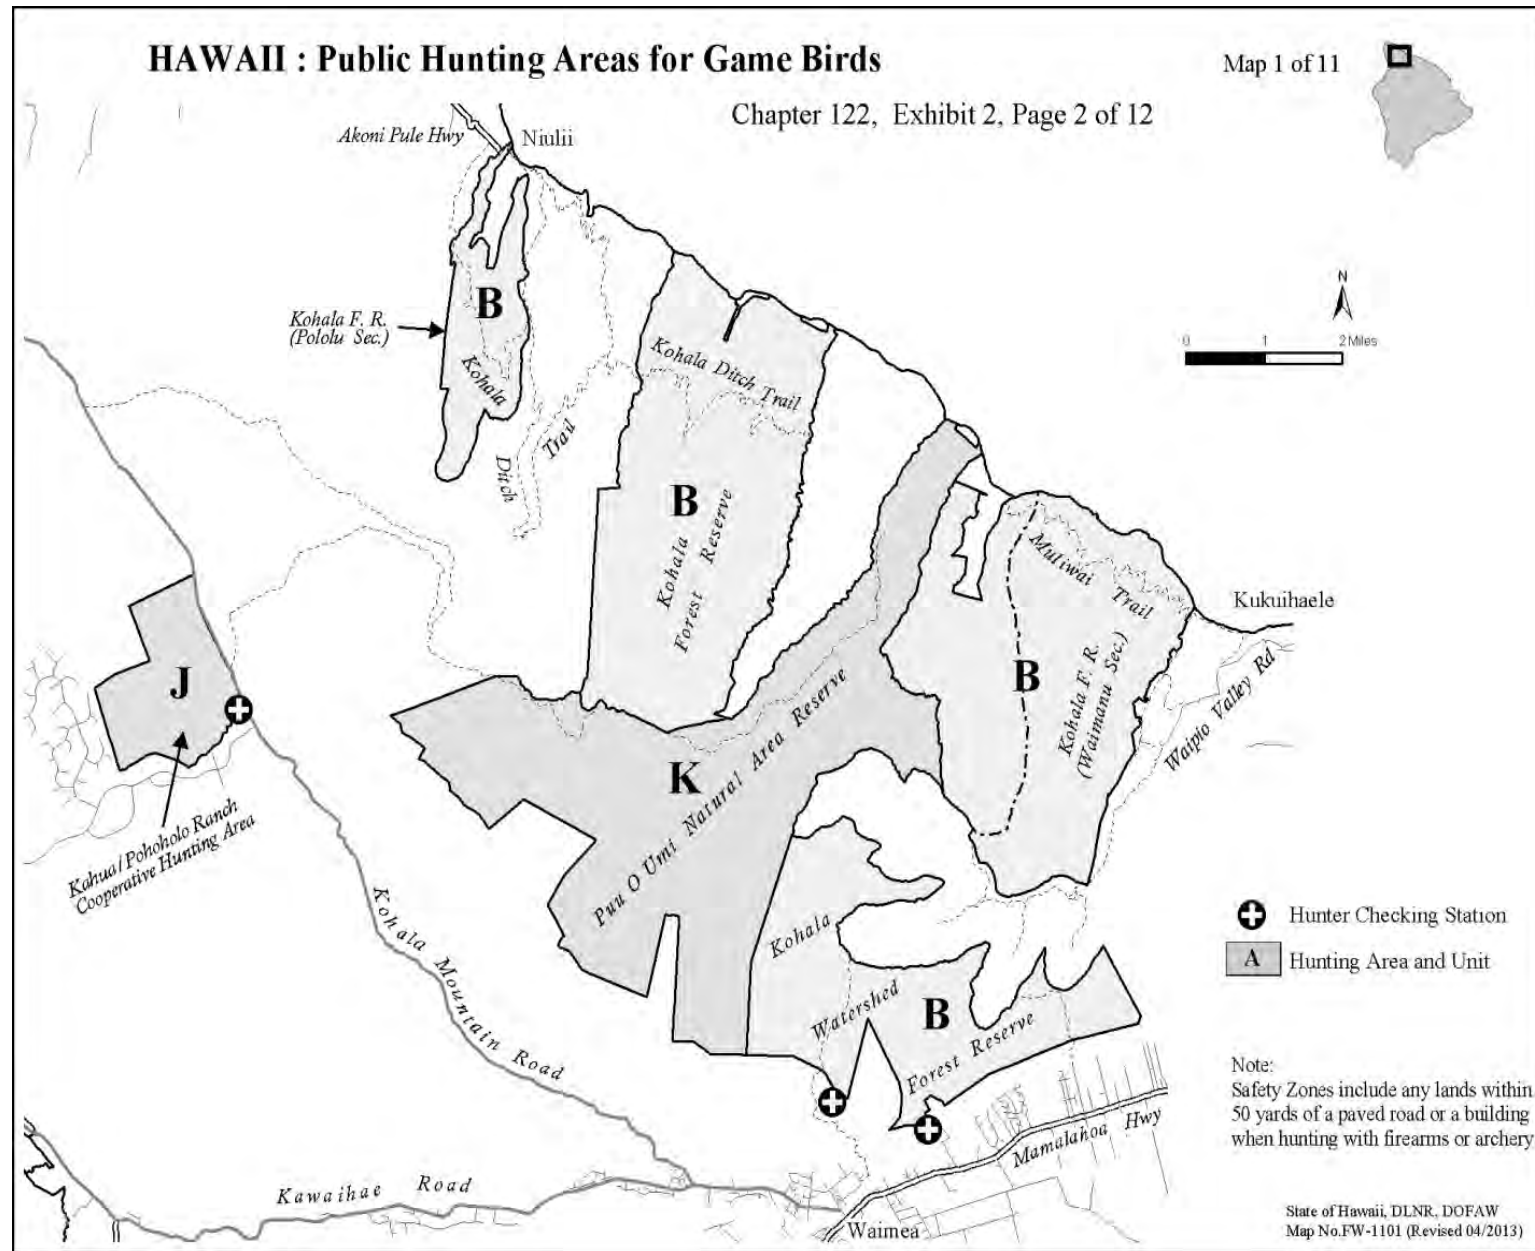 HAWAII : Public Hunting Areas for Game Birds
Map 1 of 11
Chapter 122, Exhibit 2, Page 2 of 12
Akoni Pule Hwy
Niulii
B
Kohala F. R.
(Pololu Sec.)
Kohala
Ditch
Trail
Kohala Ditch Trail
B
Kohala
Forest Reserve
N
0 1 2 Miles
Muliwai Trail
Kukuihaele
B
Kohala F. R.
(Waimanu Sec.)
Waipio Valley Rd
J
Kahua / Pohoholo Ranch
Cooperative Hunting Area
K
Puu O Umi Natural Area Reserve
Kohala
Watershed
B
Forest Reserve
Kohala Mountain Road
Kawaihae Road
Mamalahoa Hwy
Waimea
Hunter Checking Station
A Hunting Area and Unit
Note:
Safety Zones include any lands within
50 yards of a paved road or a building
when hunting with firearms or archery
State of Hawaii, DLNR, DOFAW
Map No.FW-1101 (Revised 04/2013)